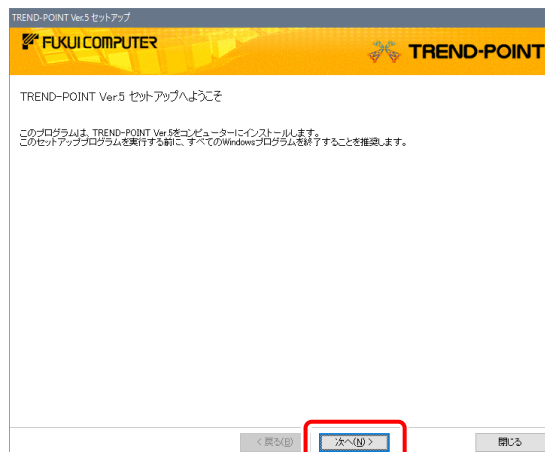 TREND-POINT Ver.5 セットアップ
FUKUI COMPUTER
TREND-POINT
TREND-POINT Ver.5 セットアップへようこそ
このプログラムは、TREND-POINT Ver.5をコンピューターにインストールします。
このセットアッププログラムを実行する前に、すべてのWindowsプログラムを終了することを推奨します。
< 戻る(B)
次へ(N) >
閉じる